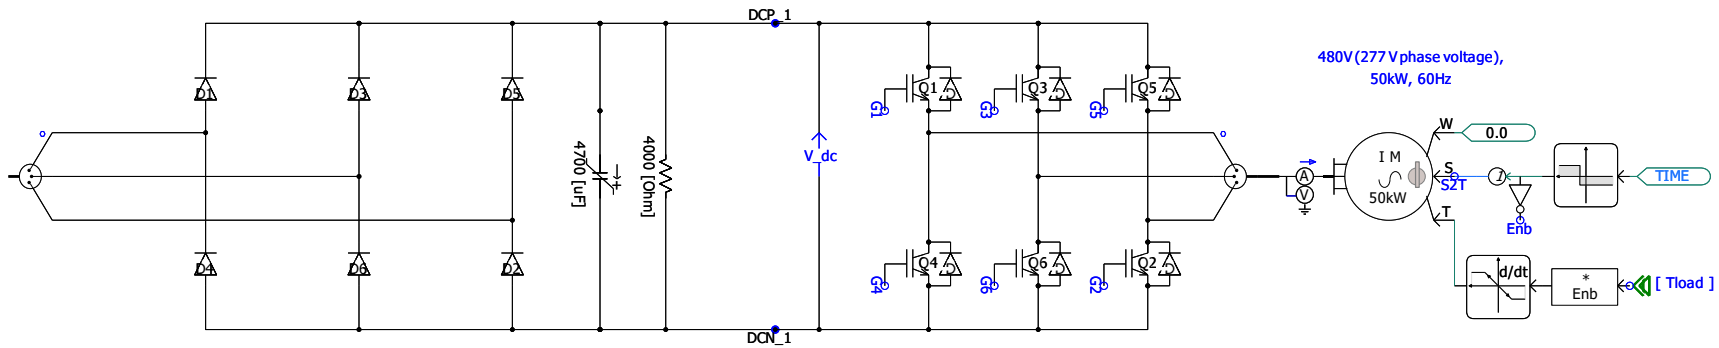 DCP_1
D1
D3
D5
D4
D6
D2
4700 [uF]
+
4000 [Ohm]
V_dc
DCN_1
Q1
Q3
Q5
G1
G3
G5
Q4
Q6
Q2
G4
G6
G2
480V (277 V phase voltage),
50kW, 60Hz
A
V
I M
50kW
W
S
T
0.0
S2T
I
Enb
TIME
d/dt
*
Enb
[ Tload ]